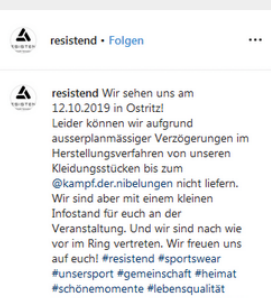 RESISTEND
resistend • Folgen
RESISTEND
resistend Wir sehen uns am
12.10.2019 in Ostritz!
Leider können wir aufgrund
ausserplanmässiger Verzögerungen im
Herstellungsverfahren von unseren
Kleidungsstücken bis zum
@kampf.der.nibelungen nicht liefern.
Wir sind aber mit einem kleinen
Infostand für euch an der
Veranstaltung. Und wir sind nach wie
vor im Ring vertreten. Wir freuen uns
auf euch! #resistend #sportswear
#unsersport #gemeinschaft #heimat
#schönemomente #lebensqualität